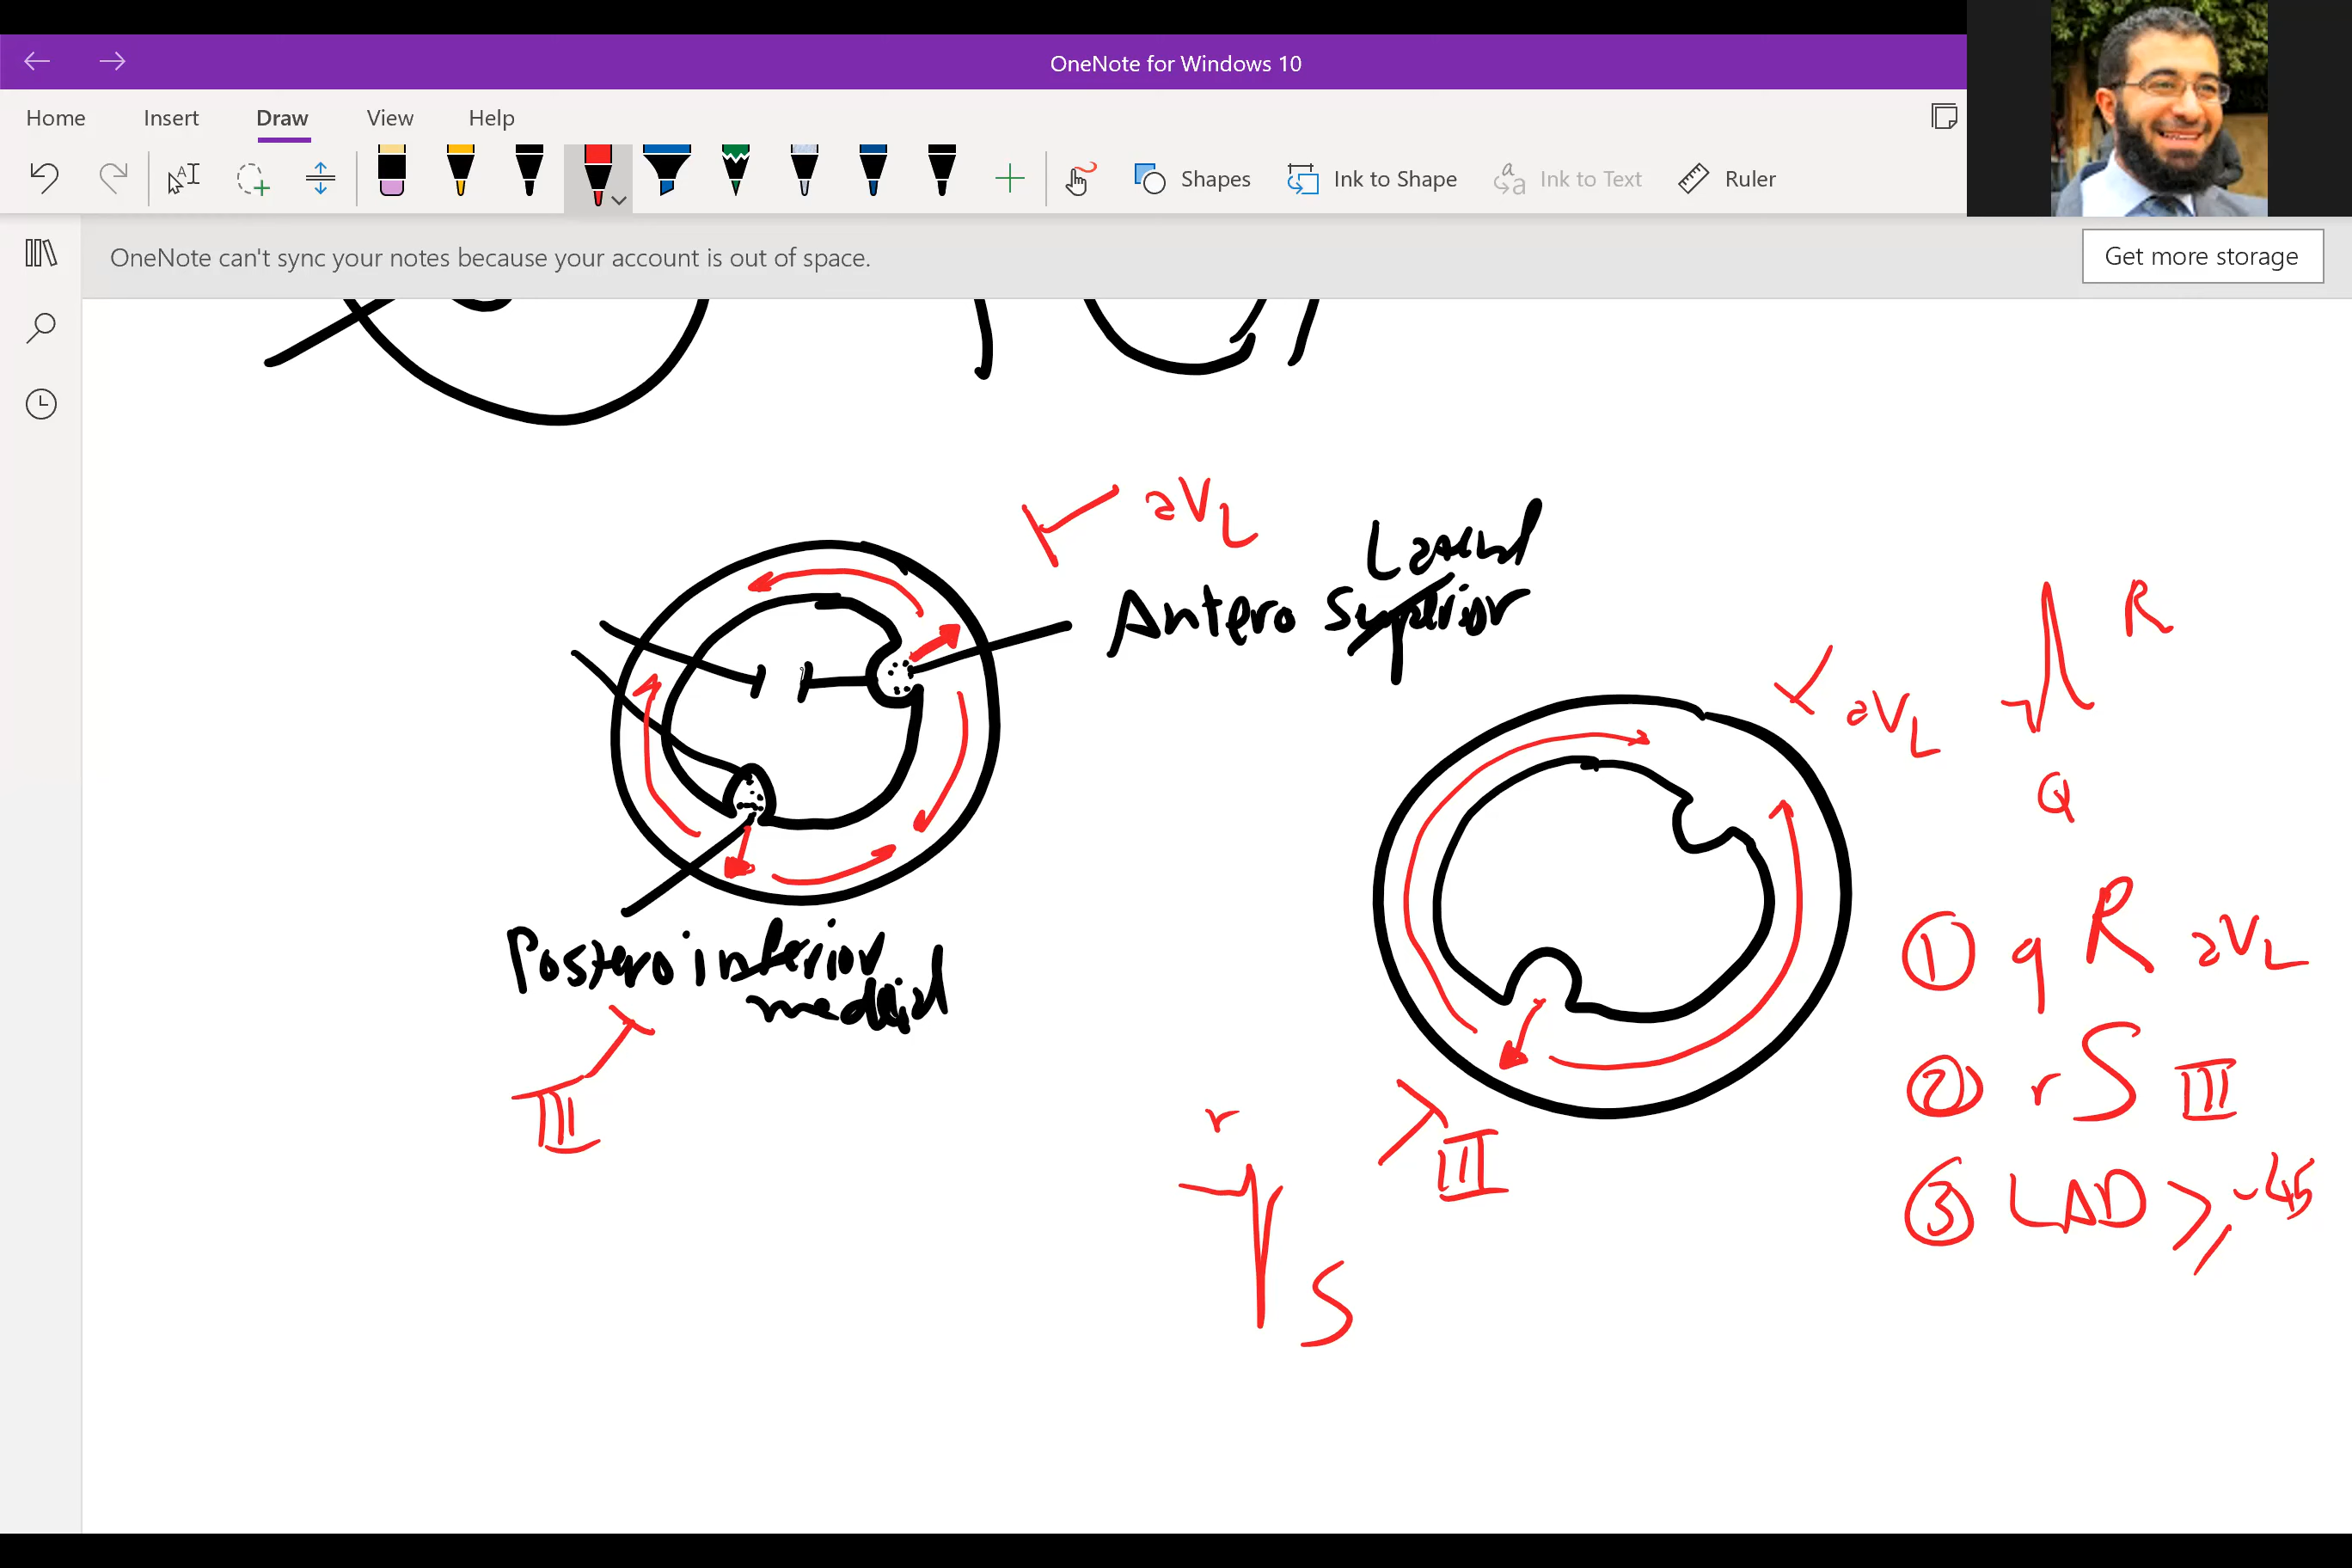 OneNote for Windows 10
Home Insert Draw View Help
Shapes Ink to Shape Ink to Text Ruler
OneNote can't sync your notes because your account is out of space.
Get more storage
aVL
Lateral
Antero Superior
R
aVL
Q
Postero inferior
medial
III
r
III
S
① q R aVL
② r S III
③ LAD ⩾ -45